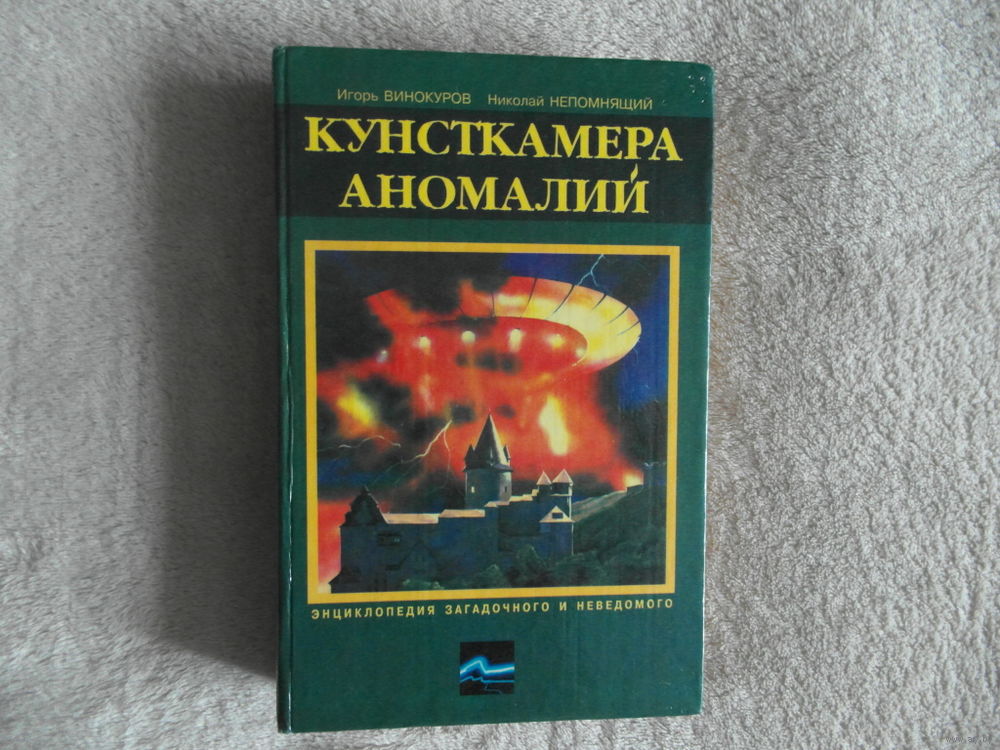 Игорь ВИНОКУРОВ Николай НЕПОМНЯЩИЙ
КУНСТКАМЕРА
АНОМАЛИЙ
ЭНЦИКЛОПЕДИЯ ЗАГАДОЧНОГО И НЕВЕДОМОГО